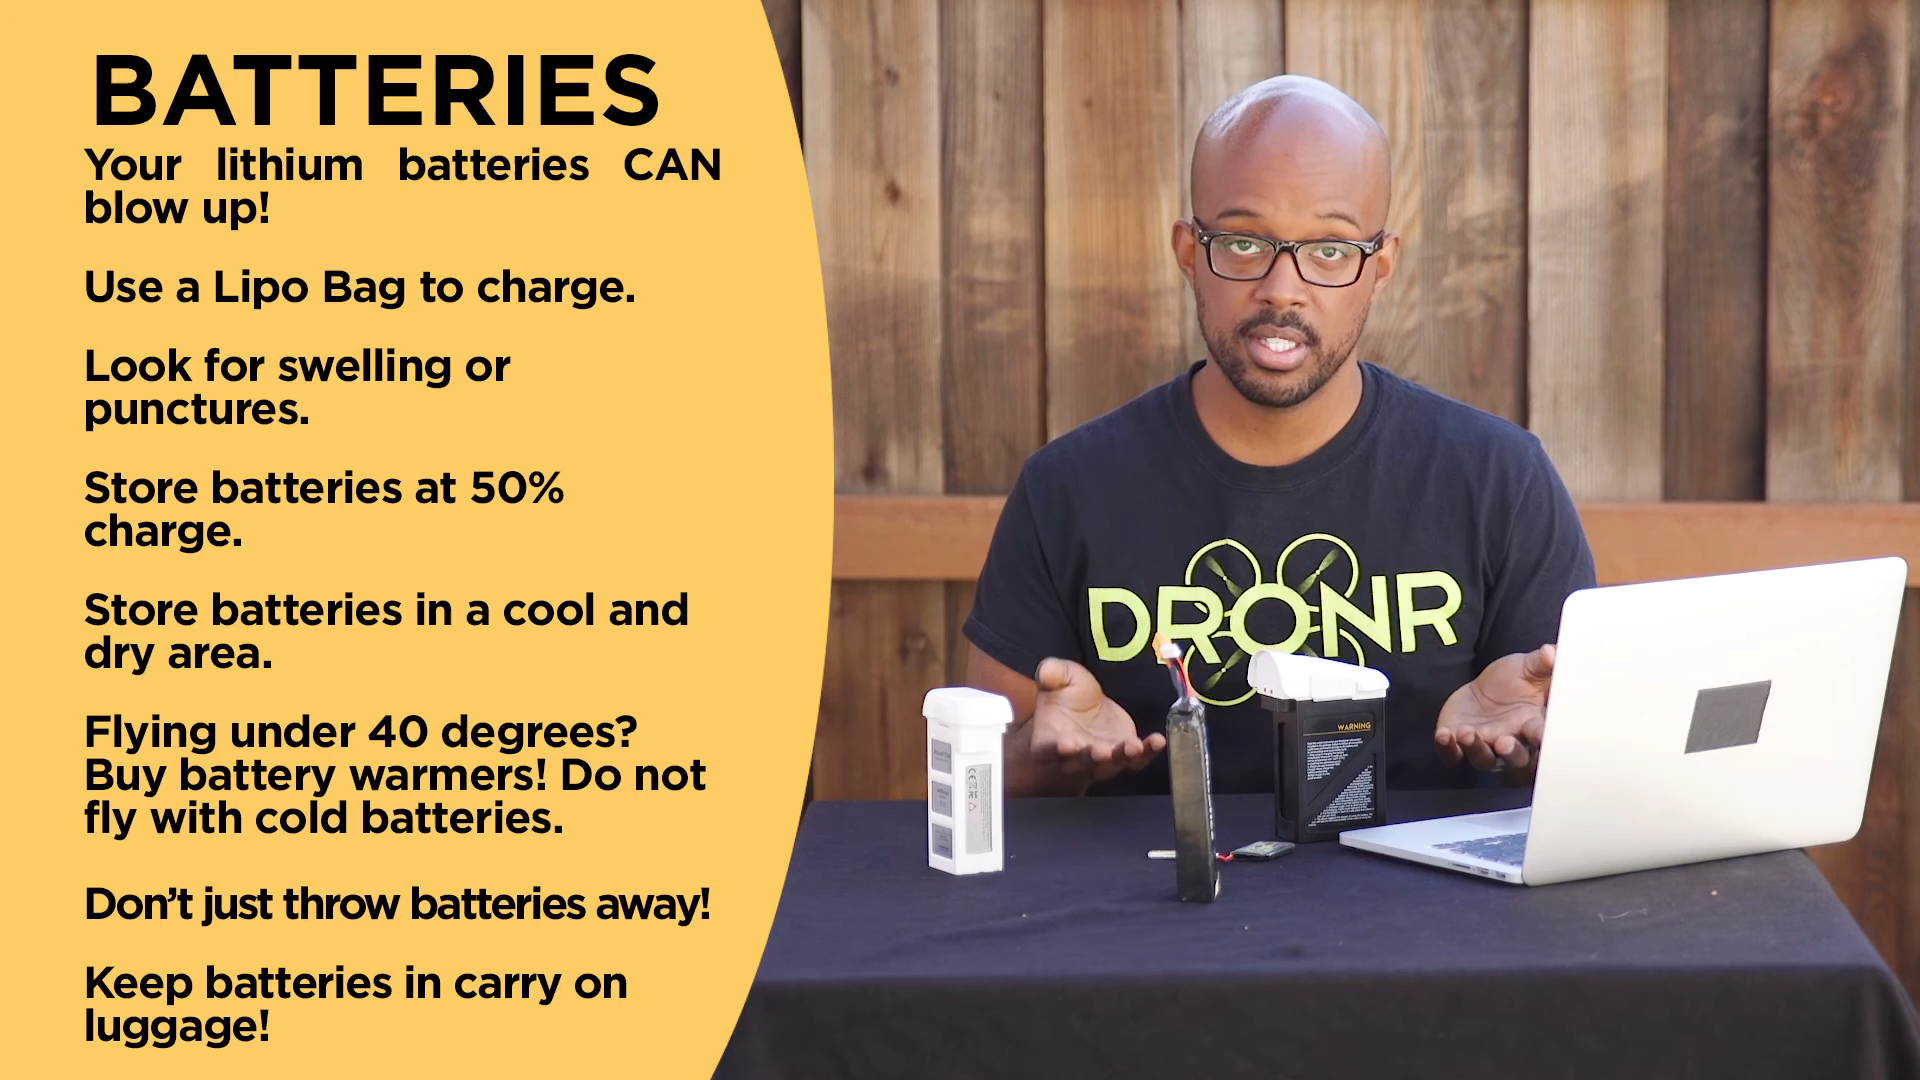 BATTERIES
Your lithium batteries CAN
blow up!
Use a Lipo Bag to charge.
Look for swelling or
punctures.
Store batteries at 50%
charge.
Store batteries in a cool and
dry area.
Flying under 40 degrees?
Buy battery warmers! Do not
fly with cold batteries.
Don't just throw batteries away!
Keep batteries in carry on
luggage!
DRONR
WARNING